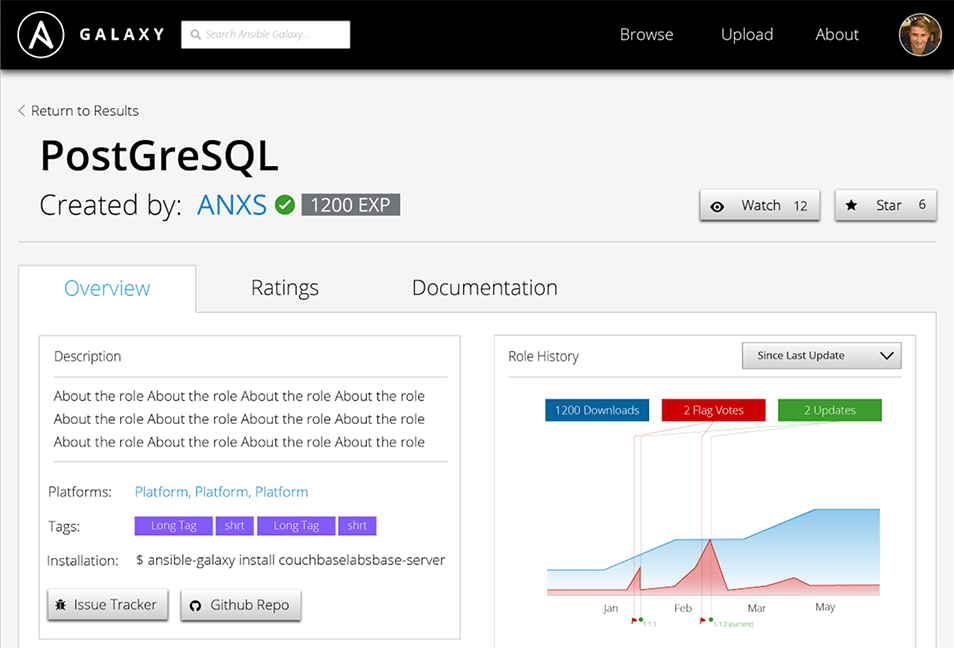 A GALAXY Search Ansible Galaxy... Browse Upload About
< Return to Results
PostGreSQL
Created by: ANXS 1200 EXP
Watch 12 Star 6
Overview Ratings Documentation
Description
About the role About the role About the role About the role
About the role About the role About the role About the role
About the role About the role About the role About the role
Platforms: Platform, Platform, Platform
Tags: Long Tag shrt Long Tag shrt
Installation: $ ansible-galaxy install couchbaselabsbase-server
Issue Tracker Github Repo
Role History Since Last Update
1200 Downloads 2 Flag Votes 2 Updates
Jan Feb Mar May
1.1.1 1.1.2 (current)